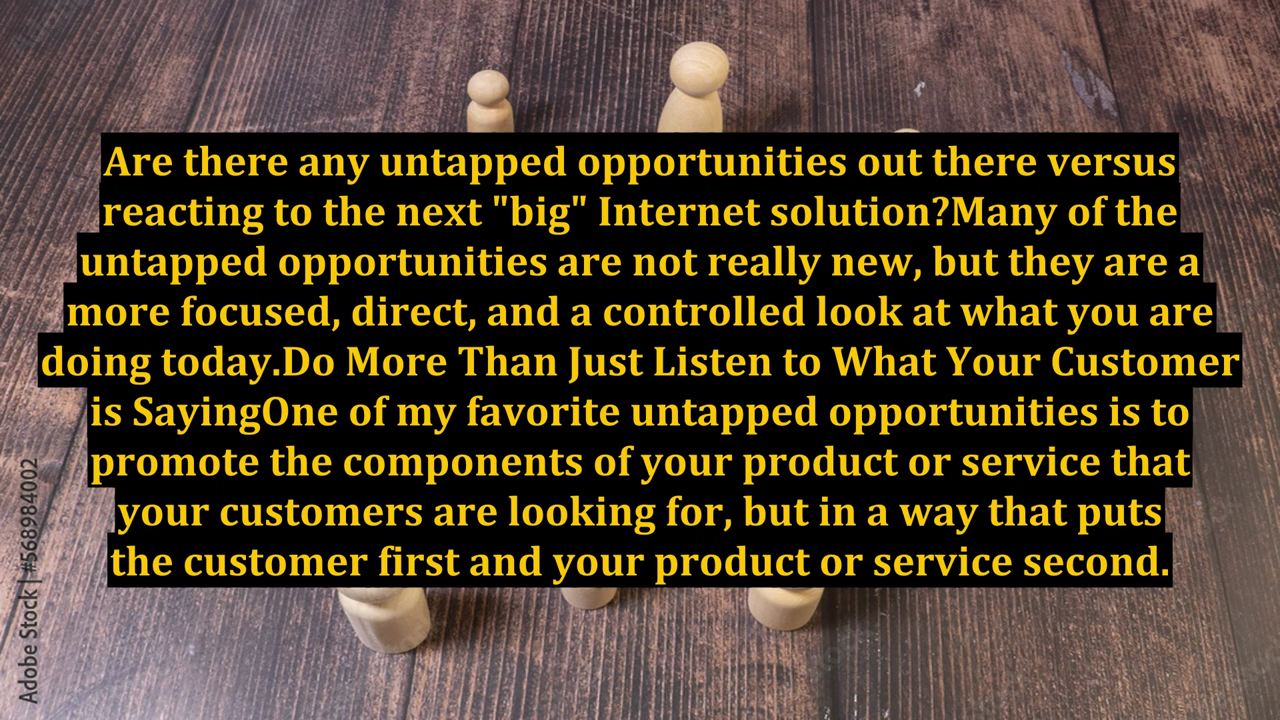 Are there any untapped opportunities out there versus
reacting to the next "big" Internet solution?Many of the
untapped opportunities are not really new, but they are a
more focused, direct, and a controlled look at what you are
doing today.Do More Than Just Listen to What Your Customer
is SayingOne of my favorite untapped opportunities is to
promote the components of your product or service that
your customers are looking for, but in a way that puts
the customer first and your product or service second.
Adobe Stock | #568984002